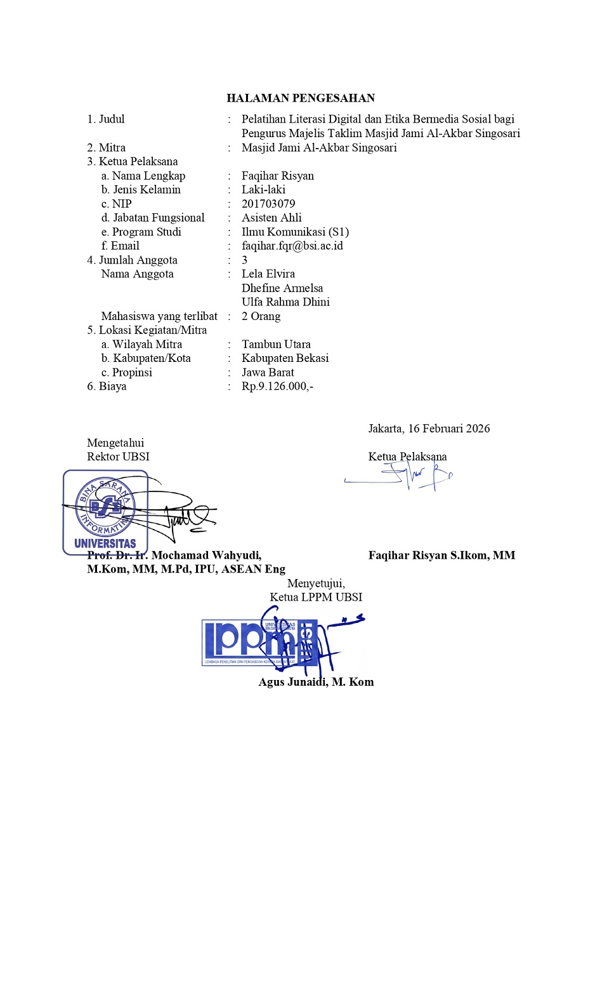 HALAMAN PENGESAHAN
1. Judul : Pelatihan Literasi Digital dan Etika Bermedia Sosial bagi
Pengurus Majelis Taklim Masjid Jami Al-Akbar Singosari
2. Mitra : Masjid Jami Al-Akbar Singosari
3. Ketua Pelaksana
a. Nama Lengkap : Faqihar Risyan
b. Jenis Kelamin : Laki-laki
c. NIP : 201703079
d. Jabatan Fungsional : Asisten Ahli
e. Program Studi : Ilmu Komunikasi (S1)
f. Email : faqihar.fqr@bsi.ac.id
4. Jumlah Anggota : 3
Nama Anggota : Lela Elvira
Dhefine Armelsa
Ulfa Rahma Dhini
Mahasiswa yang terlibat : 2 Orang
5. Lokasi Kegiatan/Mitra
a. Wilayah Mitra : Tambun Utara
b. Kabupaten/Kota : Kabupaten Bekasi
c. Propinsi : Jawa Barat
6. Biaya : Rp.9.126.000,-
Jakarta, 16 Februari 2026
Mengetahui
Rektor UBSI
Ketua Pelaksana
BINA SARANA
BSI
INFORMATIKA
UNIVERSITAS
Prof. Dr. Ir. Mochamad Wahyudi,
M.Kom, MM, M.Pd, IPU, ASEAN Eng
Faqihar Risyan S.Ikom, MM
Menyetujui,
Ketua LPPM UBSI
UNIVERSITAS
BINA SARANA INFORMATIKA
lppm
LEMBAGA PENELITIAN DAN PENGABDIAN KEPADA MASYARAKAT
Agus Junaidi, M. Kom